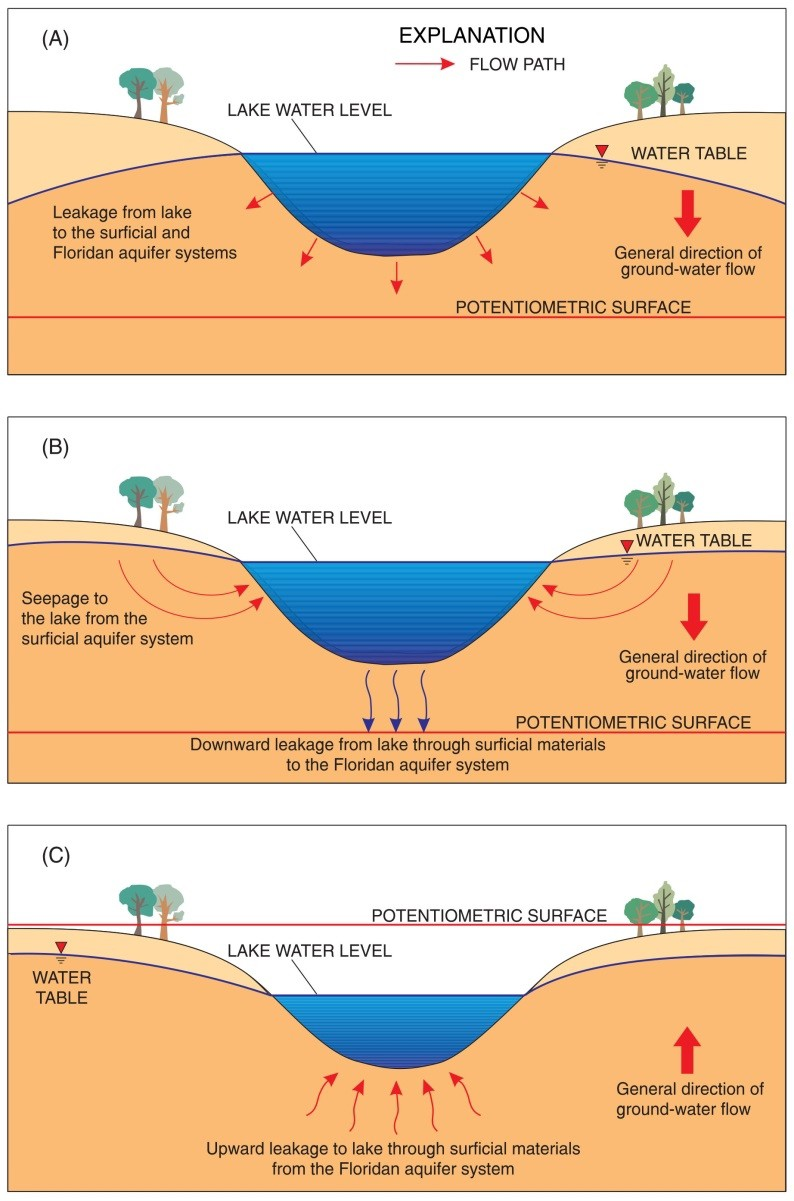 (A)
EXPLANATION
FLOW PATH
LAKE WATER LEVEL
WATER TABLE
Leakage from lake
to the surficial and
Floridan aquifer systems
General direction of
ground-water flow
POTENTIOMETRIC SURFACE
(B)
LAKE WATER LEVEL
WATER TABLE
Seepage to
the lake from the
surficial aquifer system
General direction of
ground-water flow
POTENTIOMETRIC SURFACE
Downward leakage from lake through surficial materials
to the Floridan aquifer system
(C)
POTENTIOMETRIC SURFACE
LAKE WATER LEVEL
WATER
TABLE
General direction of
ground-water flow
Upward leakage to lake through surficial materials
from the Floridan aquifer system